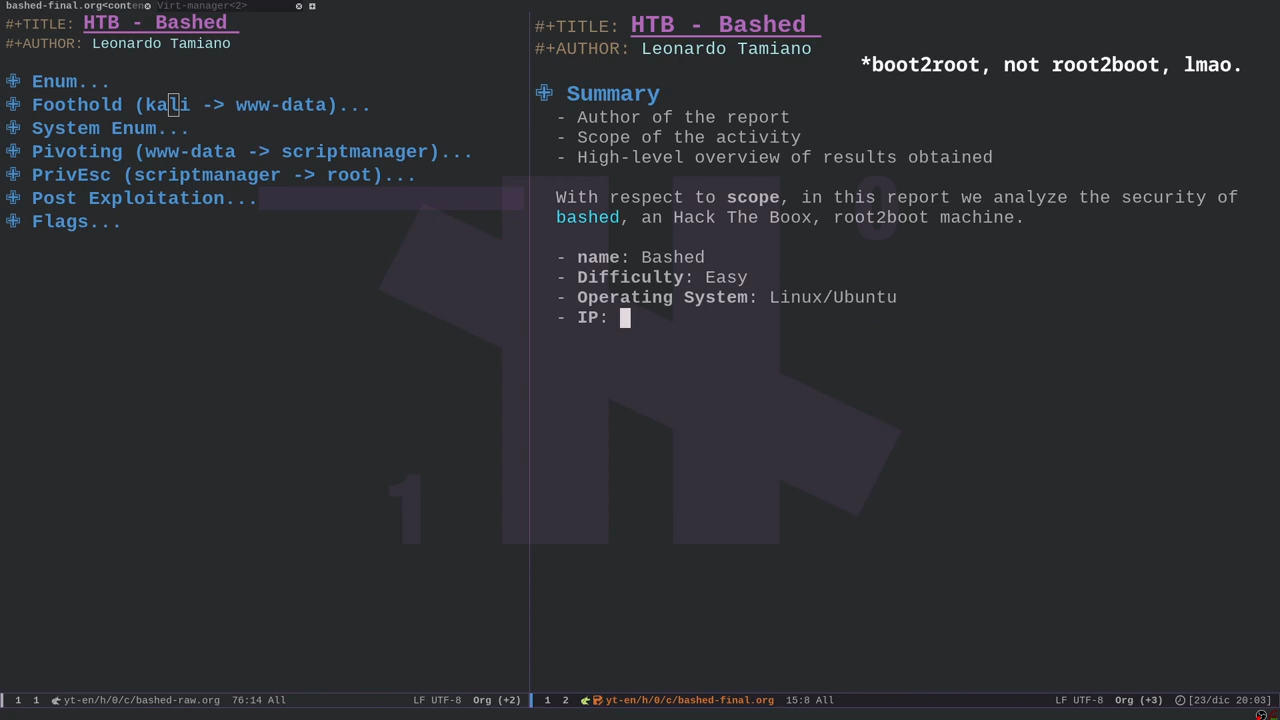 bashed-final.org<conten
Virt-manager<2>
#+TITLE: HTB - Bashed
#+AUTHOR: Leonardo Tamiano
Enum...
Foothold (kali -> www-data)...
System Enum...
Pivoting (www-data -> scriptmanager)...
PrivEsc (scriptmanager -> root)...
Post Exploitation...
Flags...
1 1 yt-en/h/0/c/bashed-raw.org 76:14 All LF UTF-8 Org (+2)
#+TITLE: HTB - Bashed
#+AUTHOR: Leonardo Tamiano
*boot2root, not root2boot, lmao.
Summary
- Author of the report
- Scope of the activity
- High-level overview of results obtained
With respect to scope, in this report we analyze the security of
bashed, an Hack The Boox, root2boot machine.
- name: Bashed
- Difficulty: Easy
- Operating System: Linux/Ubuntu
- IP:
1 2 yt-en/h/0/c/bashed-final.org 15:8 All LF UTF-8 Org (+3) [23/dic 20:03]
0
1